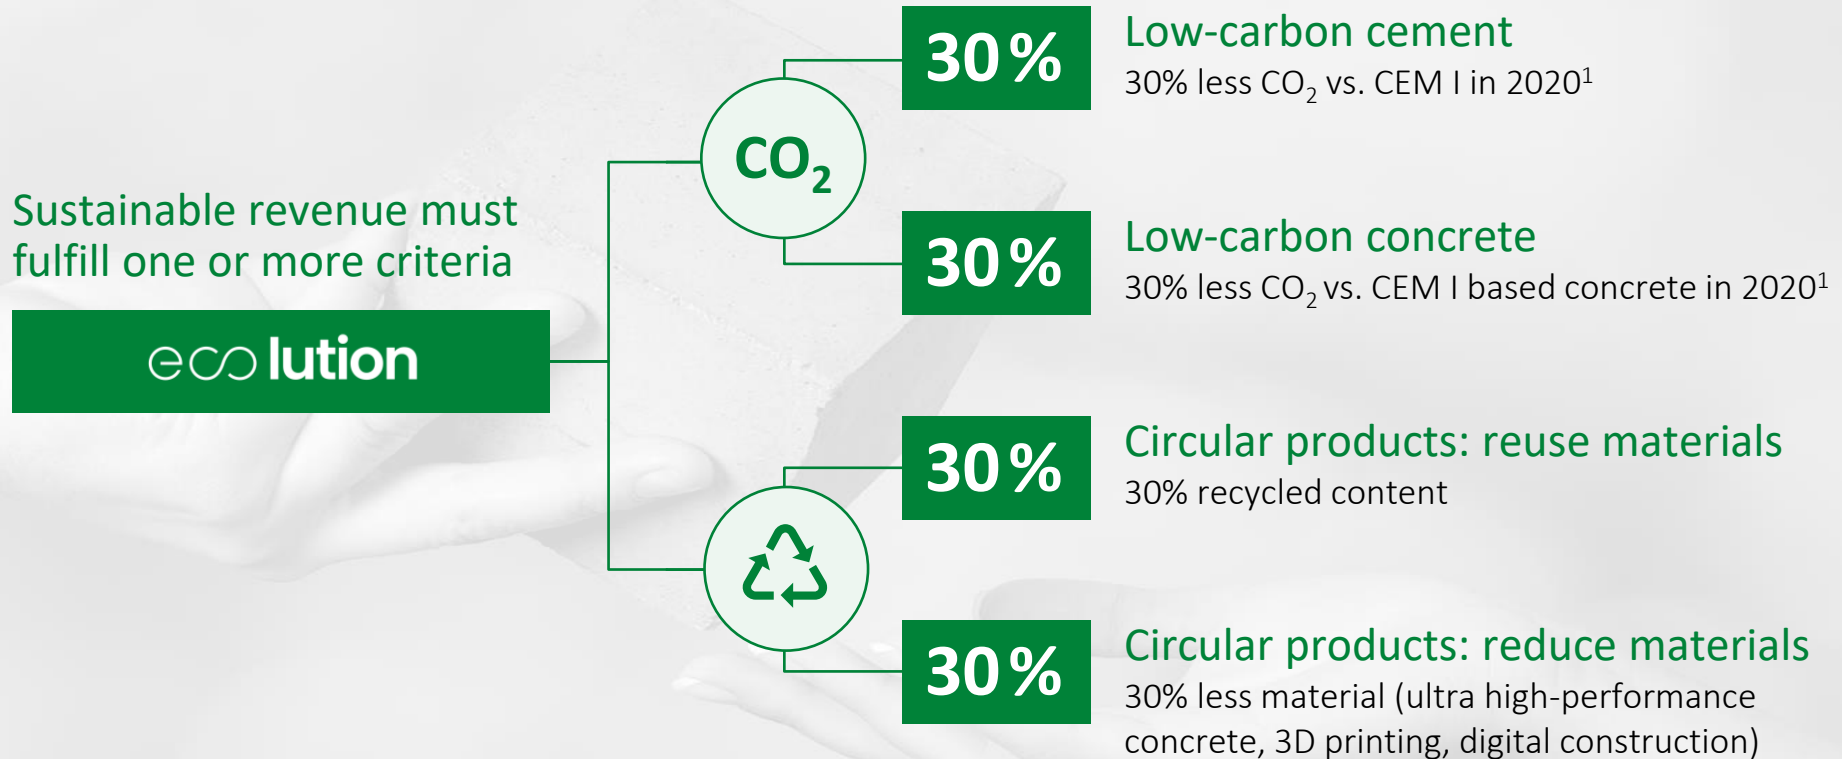 Sustainable revenue must
fulfill one or more criteria
ecolution
CO₂
30%
Low-carbon cement
30% less CO₂ vs. CEM I in 2020¹
30%
Low-carbon concrete
30% less CO₂ vs. CEM I based concrete in 2020¹
30%
Circular products: reuse materials
30% recycled content
30%
Circular products: reduce materials
30% less material (ultra high-performance
concrete, 3D printing, digital construction)